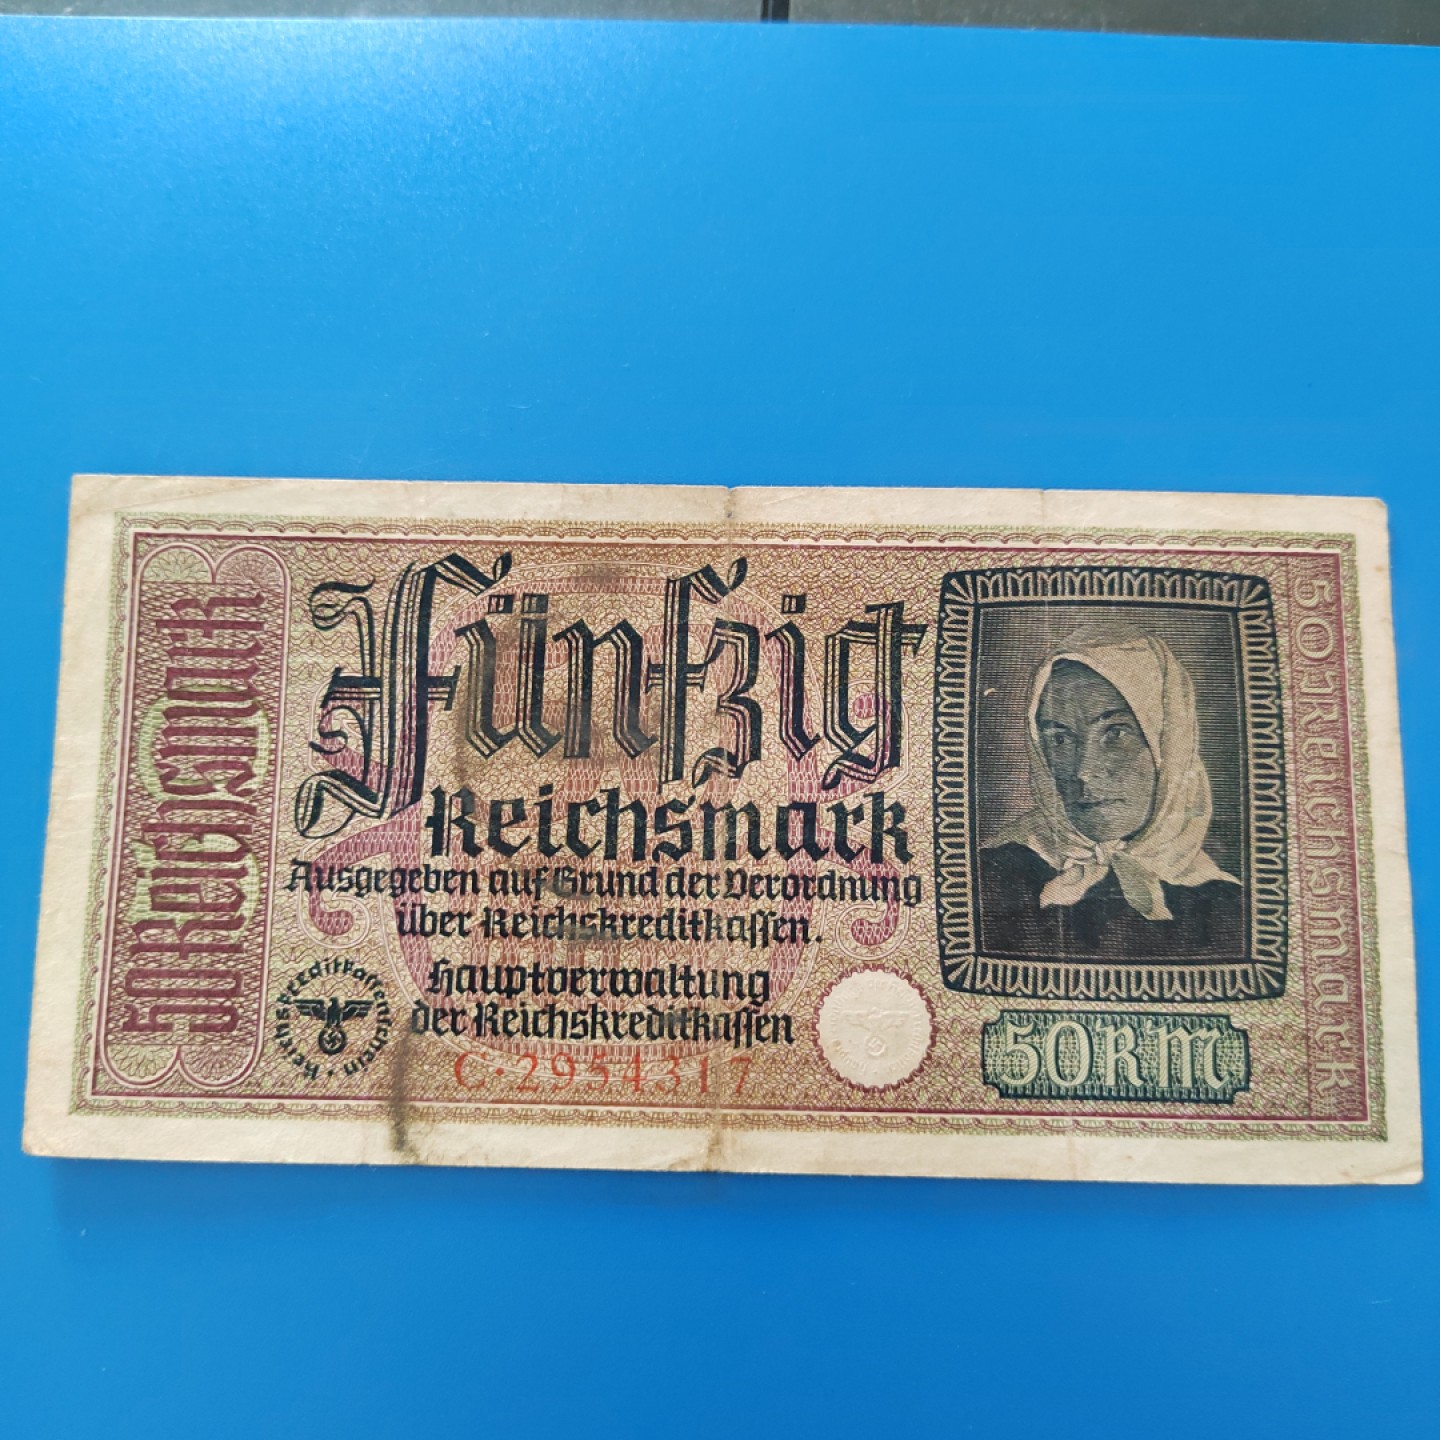 50 Reichsmark
Fünfzig
Reichsmark
Ausgegeben auf Grund der Verordnung
über Reichskreditkassen.
Hauptverwaltung
der Reichskreditkassen
Reichskreditkassenschein
C·2954317
50 RM
50 Reichsmark